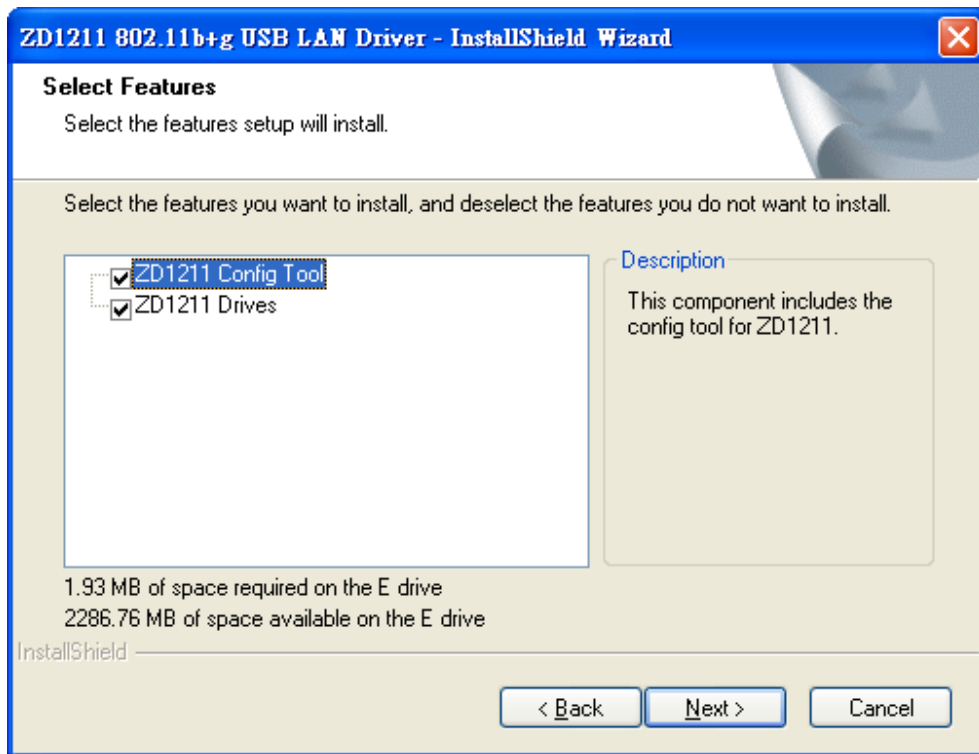 ZD1211 802.11b+g USB LAN Driver - InstallShield Wizard
Select Features
Select the features setup will install.
Select the features you want to install, and deselect the features you do not want to install.
ZD1211 Config Tool
ZD1211 Drives
Description
This component includes the
config tool for ZD1211.
1.93 MB of space required on the E drive
2286.76 MB of space available on the E drive
InstallShield
< Back
Next >
Cancel